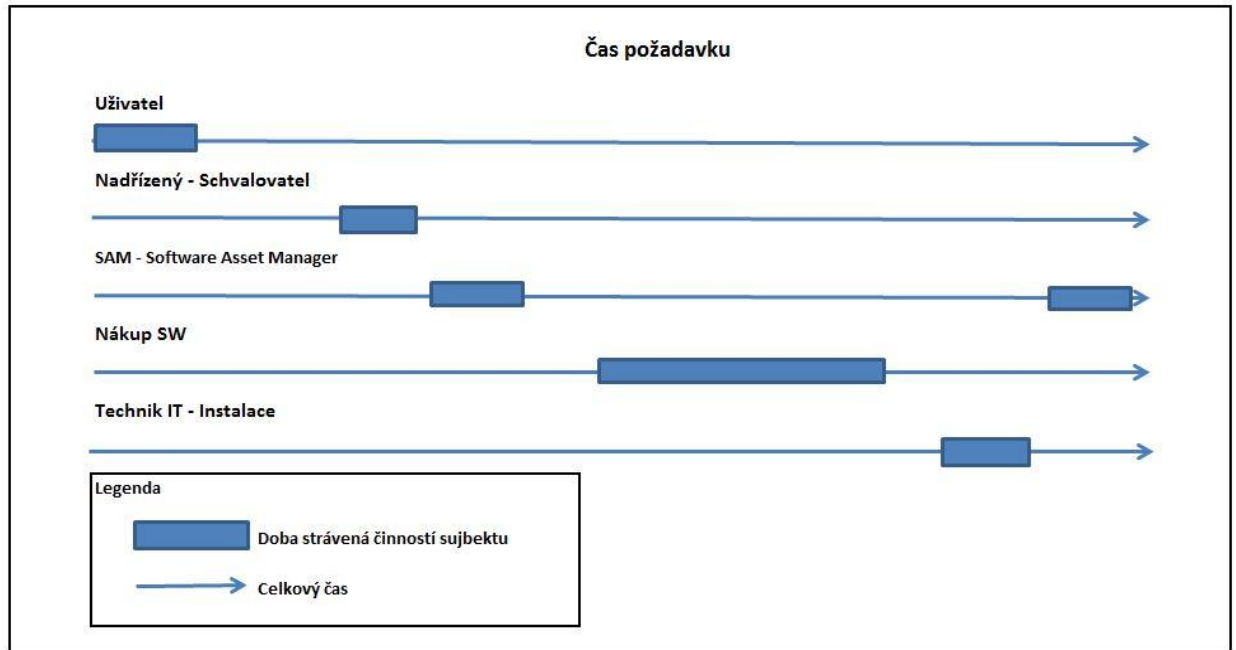 Čas požadavku
Uživatel
Nadřízený - Schvalovatel
SAM - Software Asset Manager
Nákup SW
Technik IT - Instalace
Legenda
Doba strávená činností sujbektu
Celkový čas